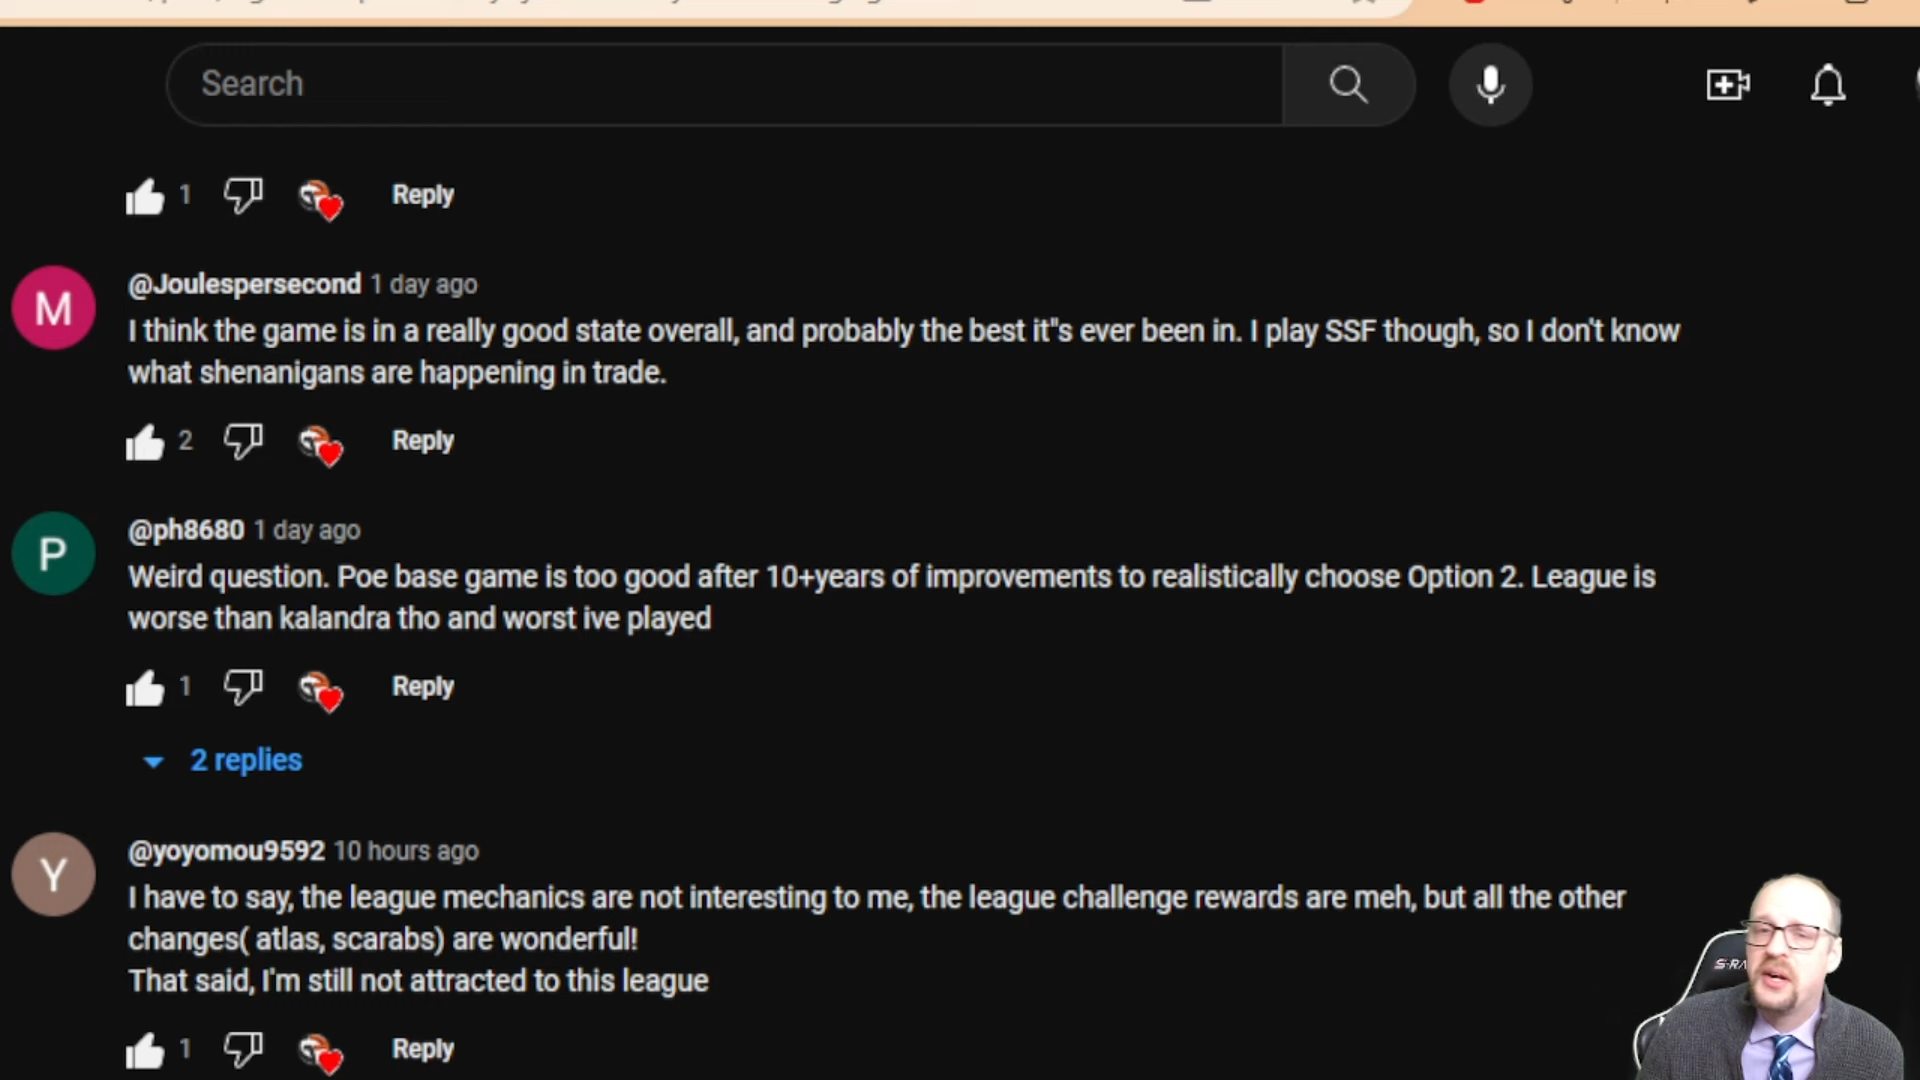 Search
1 Reply
M
@Joulespersecond 1 day ago
I think the game is in a really good state overall, and probably the best it"s ever been in. I play SSF though, so I don't know
what shenanigans are happening in trade.
2 Reply
P
@ph8680 1 day ago
Weird question. Poe base game is too good after 10+years of improvements to realistically choose Option 2. League is
worse than kalandra tho and worst ive played
1 Reply
2 replies
Y
@yoyomou9592 10 hours ago
I have to say, the league mechanics are not interesting to me, the league challenge rewards are meh, but all the other
changes( atlas, scarabs) are wonderful!
That said, I'm still not attracted to this league
1 Reply